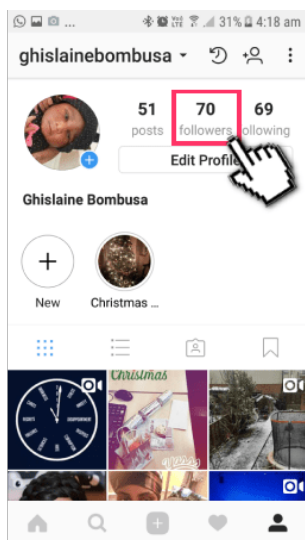 ... 31% 4:18 am
ghislainebombusa
51 70 69
posts followers following
Edit Profile
Ghislaine Bombusa
New Christmas ...
Christmas